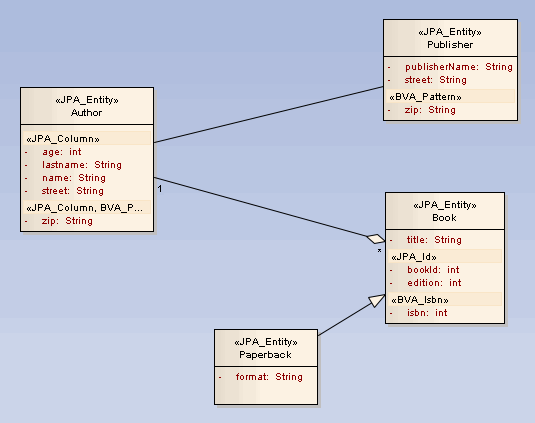 «JPA_Entity»
Publisher
- publisherName: String
- street: String
«BVA_Pattern»
- zip: String
«JPA_Entity»
Author
«JPA_Column»
- age: int
- lastname: String
- name: String
- street: String
«JPA_Column, BVA_P...
- zip: String
1
«JPA_Entity»
Book
- title: String
«JPA_Id»
- bookId: int
- edition: int
«BVA_Isbn»
- isbn: int
*
«JPA_Entity»
Paperback
- format: String